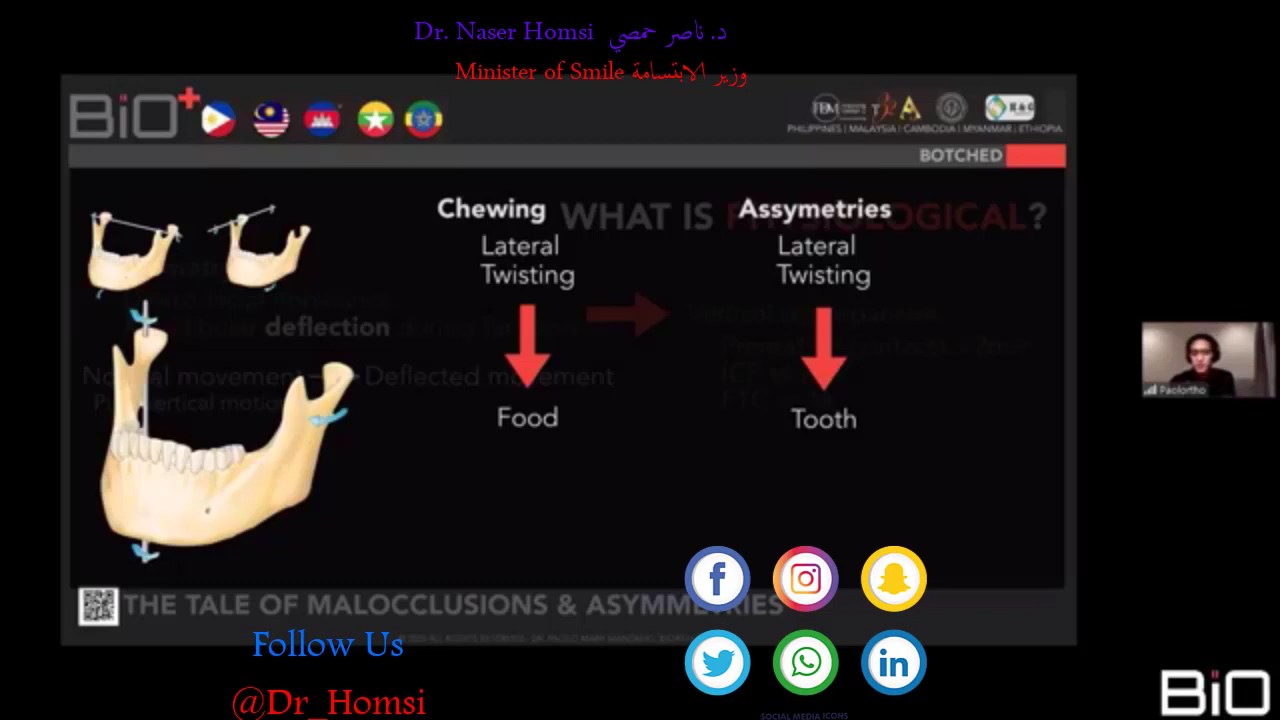 Dr. Naser Homsi د. ناصر حمصي
Minister of Smile وزير الابتسامة
BiO+
PHILIPPINES | MALAYSIA | CAMBODIA | MYANMAR | ETHIOPIA
BOTCHED
WHAT IS PHYSIOLOGICAL?
Chewing
Lateral
Twisting
Food
Assymetries
Lateral
Twisting
Tooth
deflection
Normal movement
Deflected movement
THE TALE OF MALOCCLUSIONS & ASYMMETRIES
Paolortho
Follow Us
@Dr_Homsi
SOCIAL MEDIA ICONS
BiO